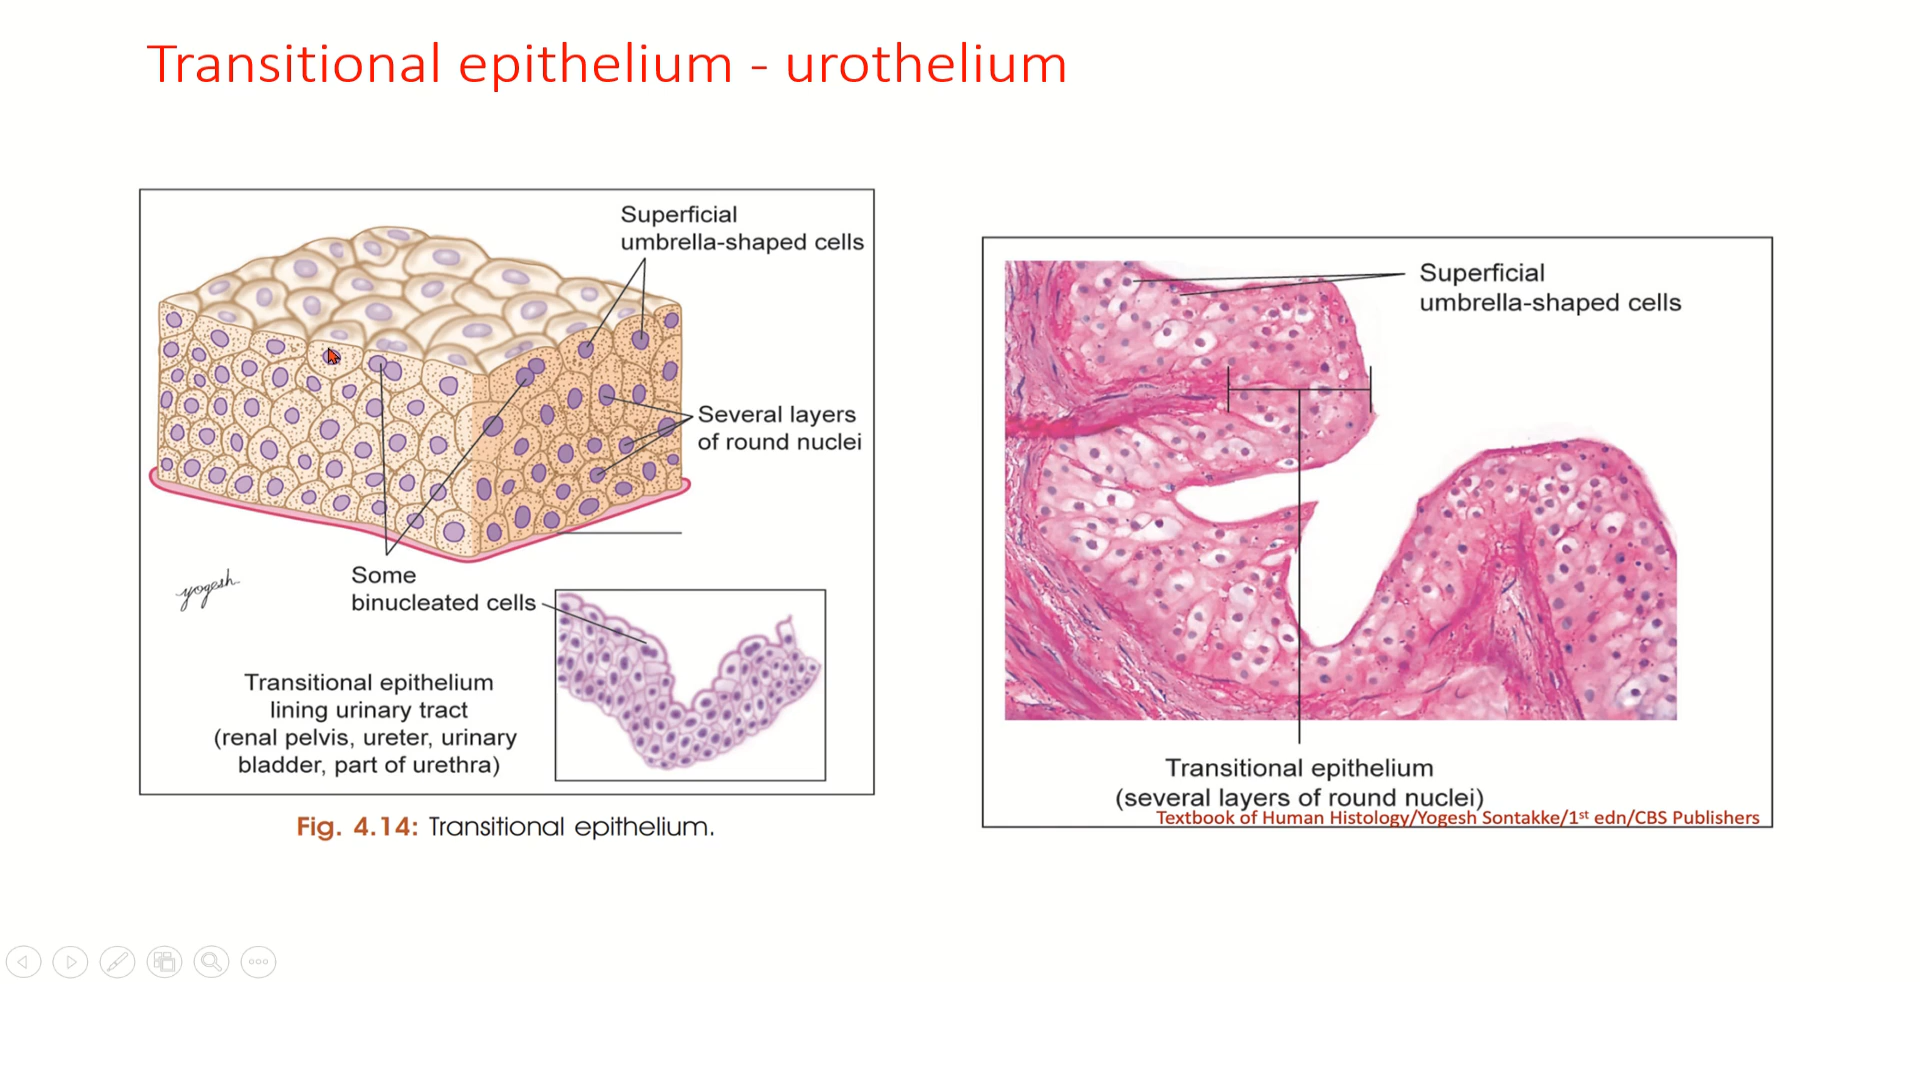 Transitional epithelium - urothelium
Superficial
umbrella-shaped cells
Several layers
of round nuclei
Some
binucleated cells
yogesh
Transitional epithelium
lining urinary tract
(renal pelvis, ureter, urinary
bladder, part of urethra)
Fig. 4.14: Transitional epithelium.
Superficial
umbrella-shaped cells
Transitional epithelium
(several layers of round nuclei)
Textbook of Human Histology/Yogesh Sontakke/1st edn/CBS Publishers